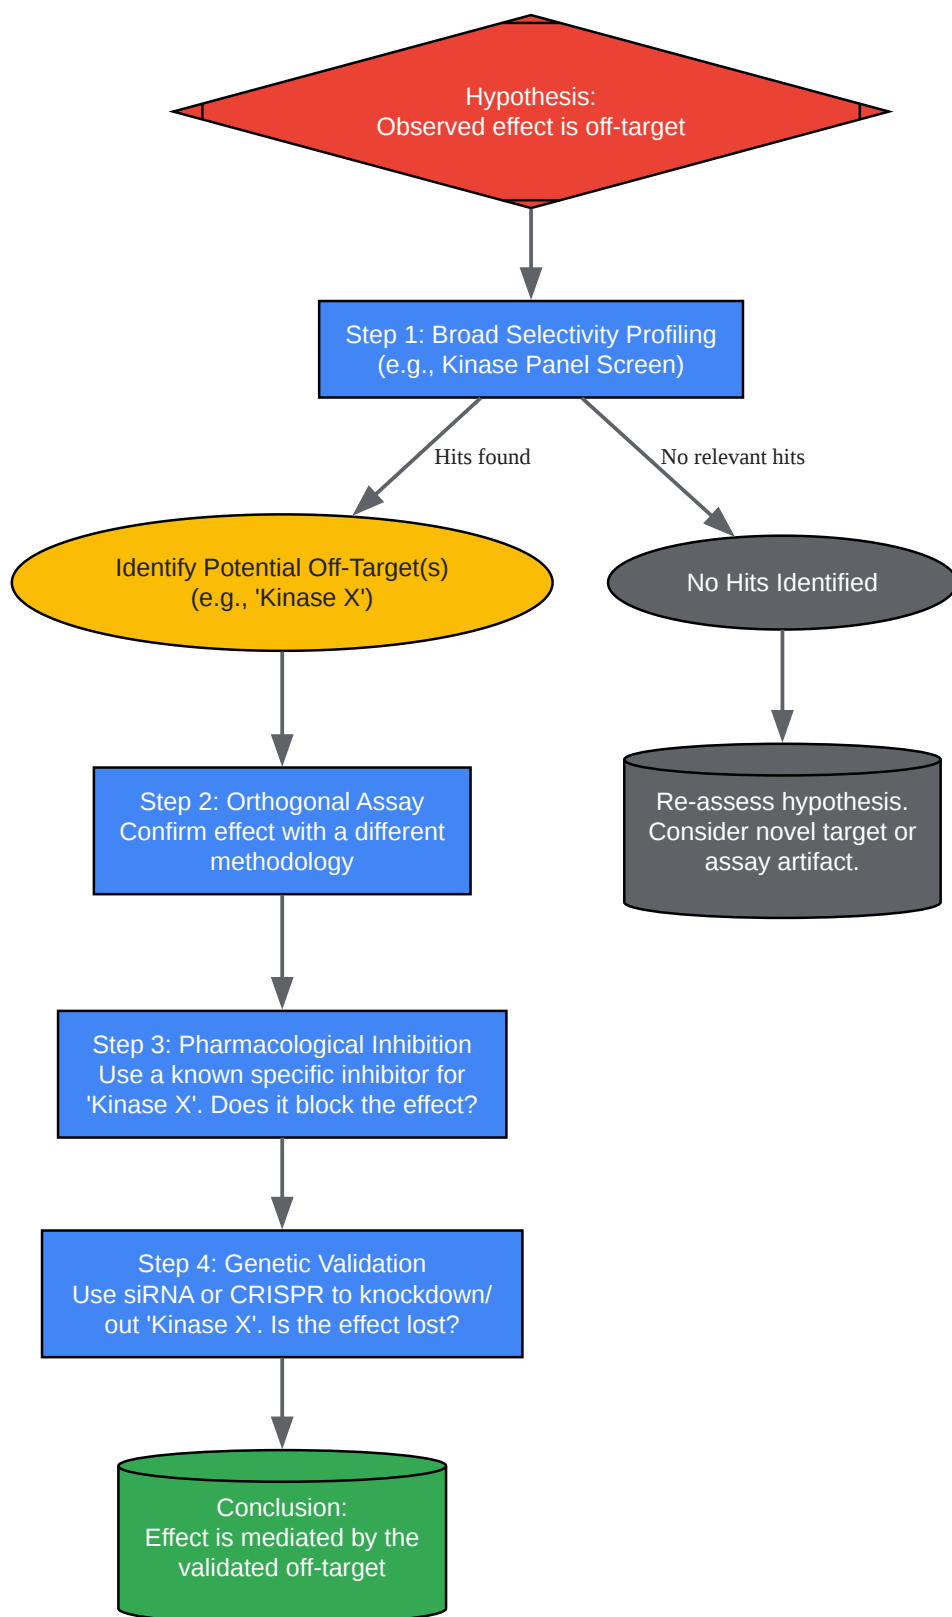 Hypothesis:
Observed effect is off-target
Step 1: Broad Selectivity Profiling
(e.g., Kinase Panel Screen)
Hits found
No relevant hits
Identify Potential Off-Target(s)
(e.g., 'Kinase X')
No Hits Identified
Step 2: Orthogonal Assay
Confirm effect with a different
methodology
Re-assess hypothesis.
Consider novel target or
assay artifact.
Step 3: Pharmacological Inhibition
Use a known specific inhibitor for
'Kinase X'. Does it block the effect?
Step 4: Genetic Validation
Use siRNA or CRISPR to knockdown/
out 'Kinase X'. Is the effect lost?
Conclusion:
Effect is mediated by the
validated off-target